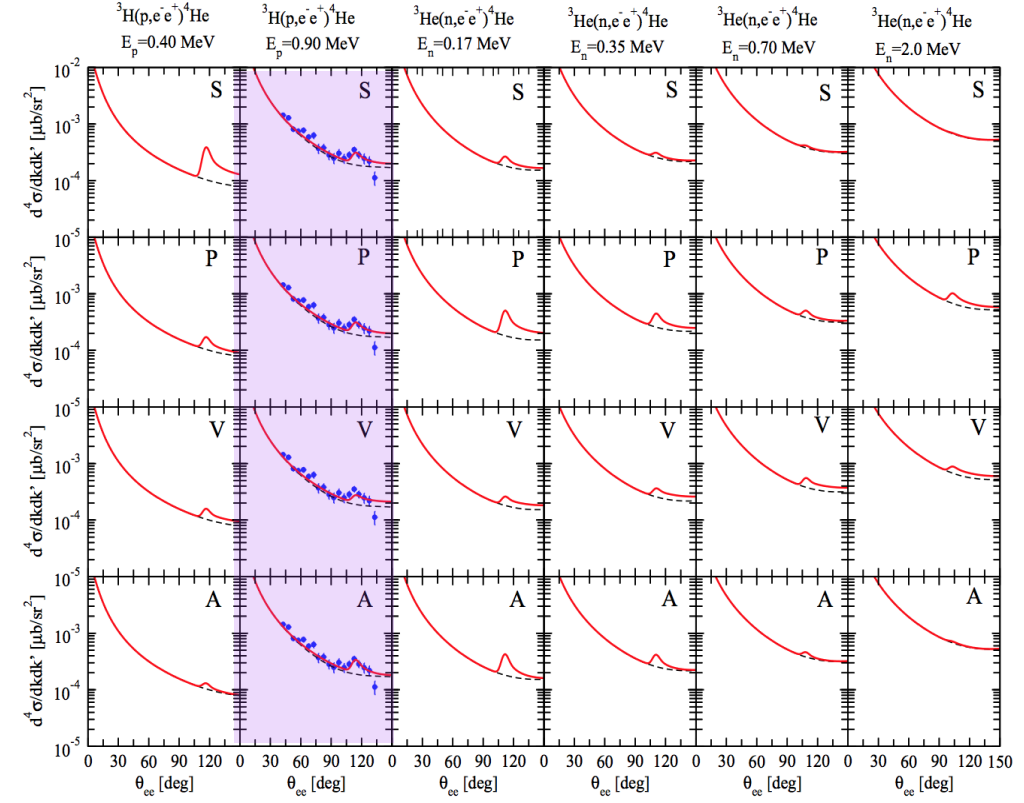 ³H(p,e⁻e⁺)⁴He ³H(p,e⁻e⁺)⁴He ³He(n,e⁻e⁺)⁴He ³He(n,e⁻e⁺)⁴He ³He(n,e⁻e⁺)⁴He ³He(n,e⁻e⁺)⁴He
Eₚ=0.40 MeV Eₚ=0.90 MeV Eₙ=0.17 MeV Eₙ=0.35 MeV Eₙ=0.70 MeV Eₙ=2.0 MeV
10⁻²
S S S S S S
d⁴σ/dkdk' [μb/sr²]
10⁻³
10⁻⁴
10⁻⁵
P P P P P P
d⁴σ/dkdk' [μb/sr²]
10⁻³
10⁻⁴
10⁻⁵
V V V V V V
d⁴σ/dkdk' [μb/sr²]
10⁻³
10⁻⁴
10⁻⁵
A A A A A A
d⁴σ/dkdk' [μb/sr²]
10⁻³
10⁻⁴
10⁻⁵
0 30 60 90 120 0 30 60 90 120 0 30 60 90 120 0 30 60 90 120 0 30 60 90 120 0 30 60 90 120 150
θₑₑ [deg] θₑₑ [deg] θₑₑ [deg] θₑₑ [deg] θₑₑ [deg] θₑₑ [deg]